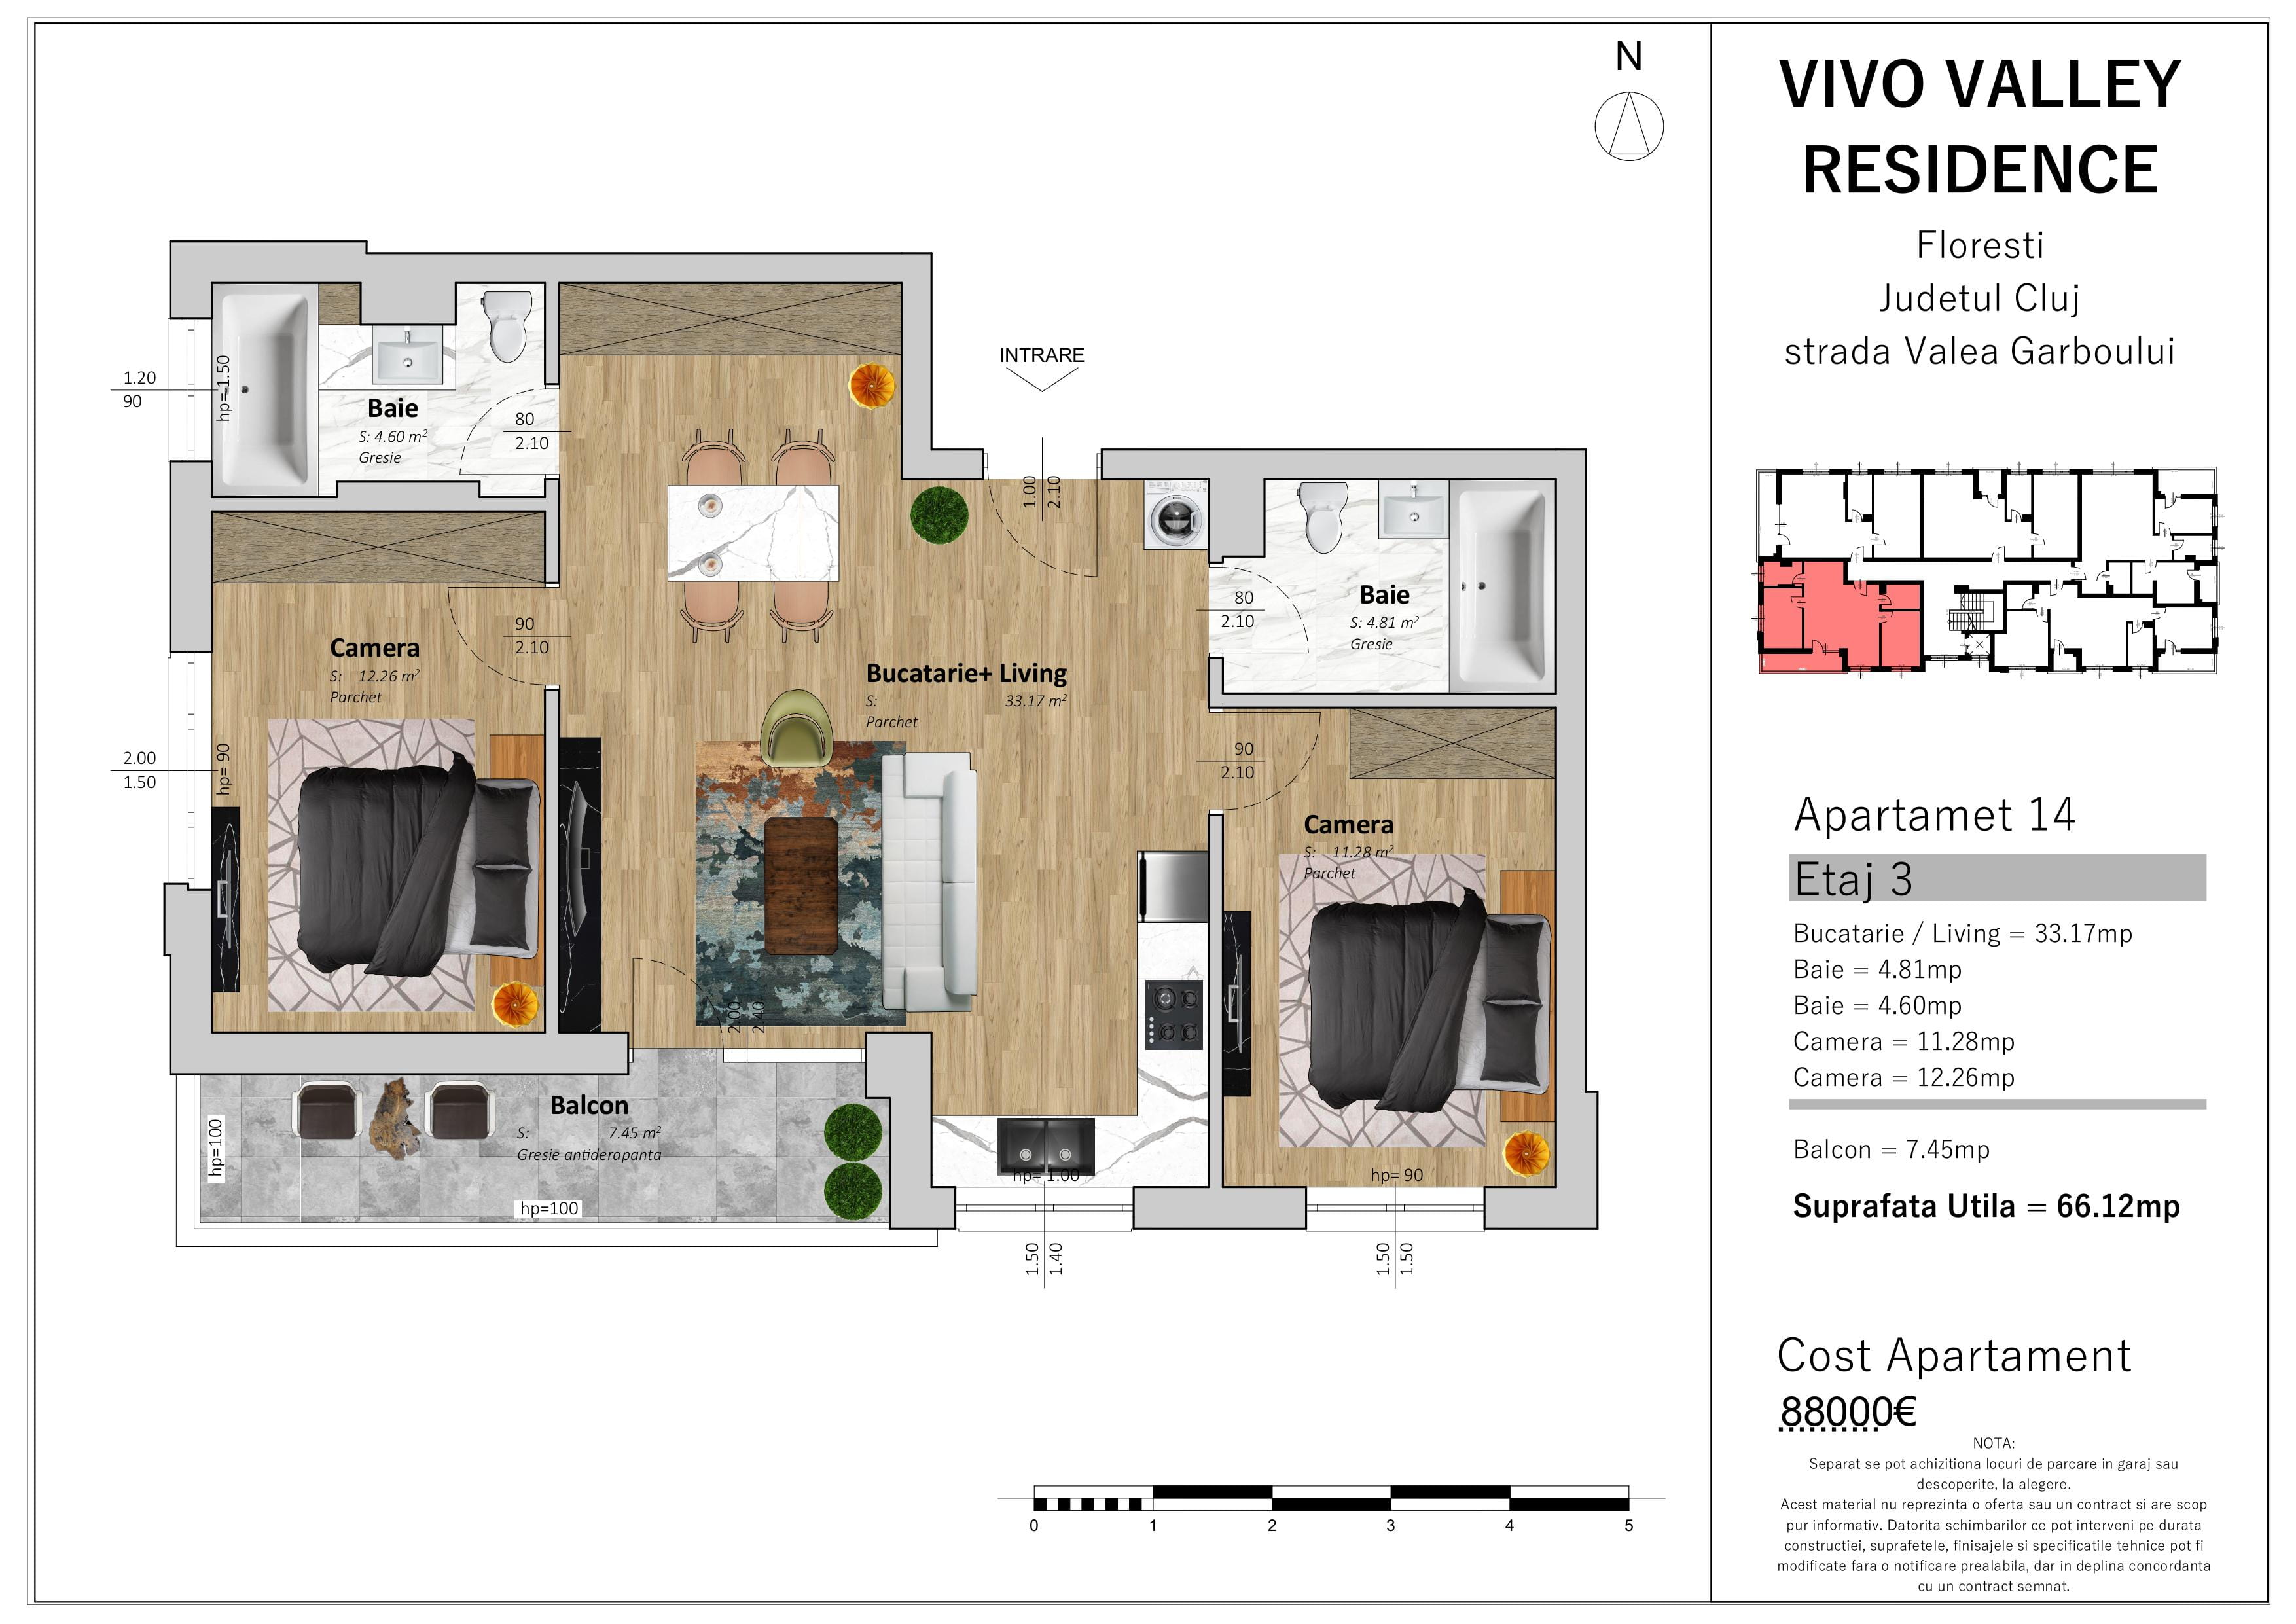 N
INTRARE
1.20
90
hp=1.50
Baie
S: 4.60 m²
Gresie
80
2.10
1.00
2.10
Camera
S: 12.26 m²
Parchet
90
2.10
2.00
1.50
hp= 90
Bucatarie+ Living
S: 33.17 m²
Parchet
80
2.10
Baie
S: 4.81 m²
Gresie
90
2.10
Camera
S: 11.28 m²
Parchet
2.00
2.40
Balcon
S: 7.45 m²
Gresie antiderapanta
hp=100
hp=100
hp= 1.00
hp= 90
1.50
1.40
1.50
1.50
0 1 2 3 4 5
VIVO VALLEY
RESIDENCE
Floresti
Judetul Cluj
strada Valea Garboului
Apartamet 14
Etaj 3
Bucatarie / Living = 33.17mp
Baie = 4.81mp
Baie = 4.60mp
Camera = 11.28mp
Camera = 12.26mp
Balcon = 7.45mp
Suprafata Utila = 66.12mp
Cost Apartament
88000€
NOTA:
Separat se pot achizitiona locuri de parcare in garaj sau
descoperite, la alegere.
Acest material nu reprezinta o oferta sau un contract si are scop
pur informativ. Datorita schimbarilor ce pot interveni pe durata
constructiei, suprafetele, finisajele si specificatile tehnice pot fi
modificate fara o notificare prealabila, dar in deplina concordanta
cu un contract semnat.